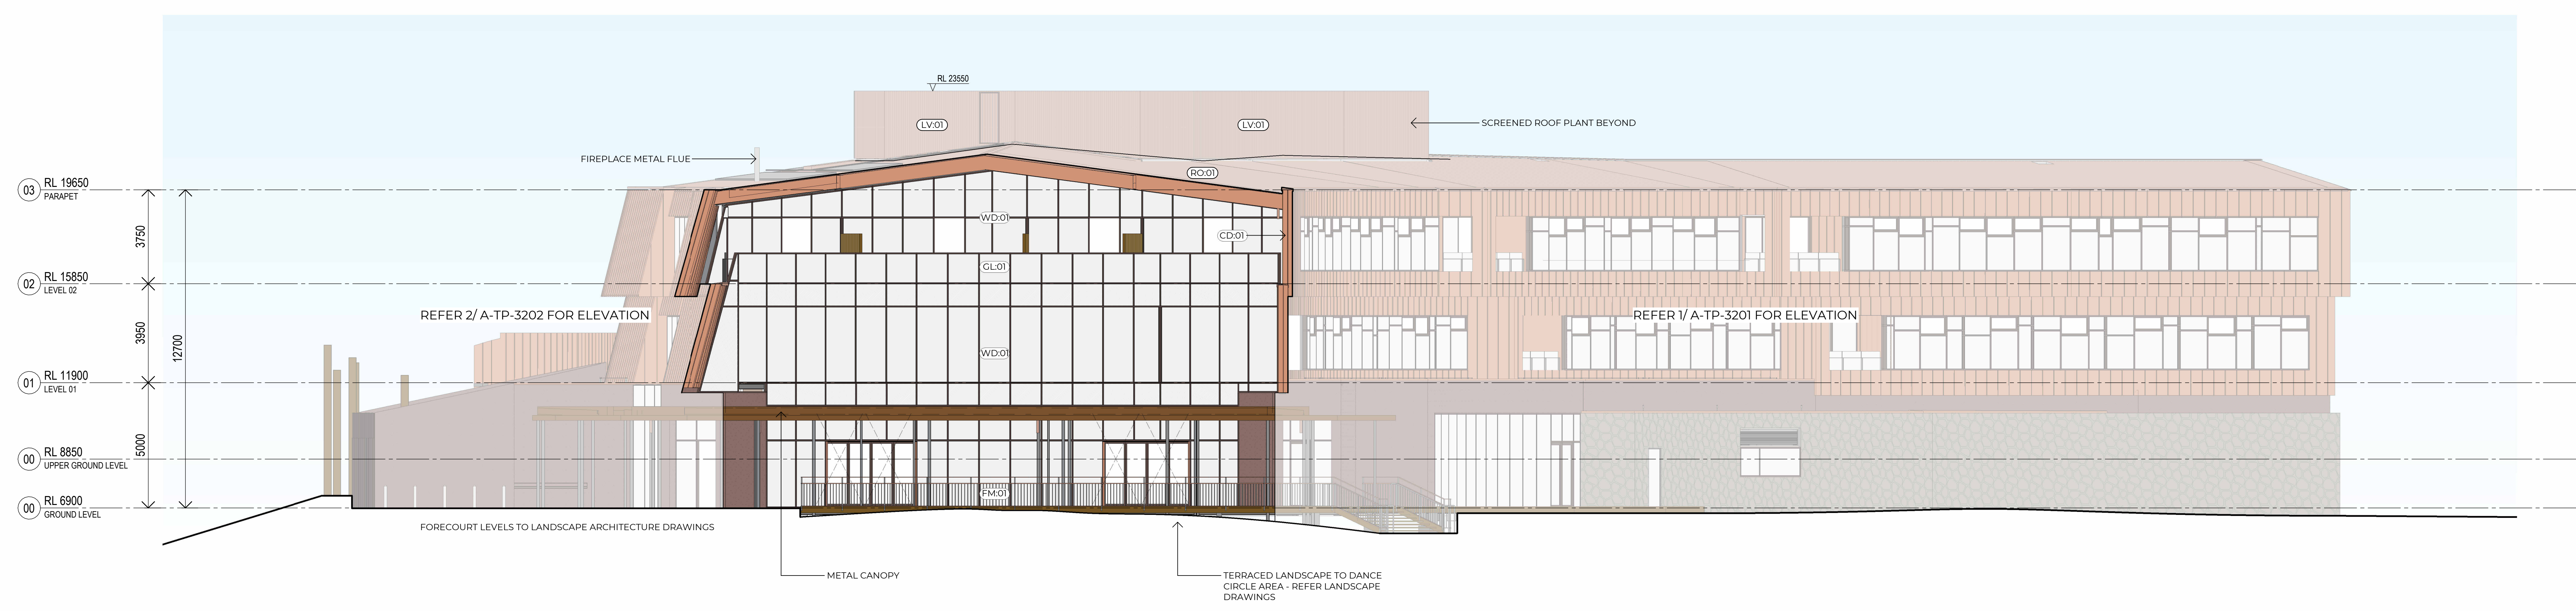 RL 23550
LV:01
LV:01
SCREENED ROOF PLANT BEYOND
FIREPLACE METAL FLUE
RO:01
03
RL 19650
PARAPET
WD:01
CD:01
3750
GL:01
02
RL 15850
LEVEL 02
REFER 2/ A-TP-3202 FOR ELEVATION
REFER 1/ A-TP-3201 FOR ELEVATION
3950
12700
WD:01
01
RL 11900
LEVEL 01
5000
00
RL 8850
UPPER GROUND LEVEL
FM:01
00
RL 6900
GROUND LEVEL
FORECOURT LEVELS TO LANDSCAPE ARCHITECTURE DRAWINGS
METAL CANOPY
TERRACED LANDSCAPE TO DANCE
CIRCLE AREA - REFER LANDSCAPE
DRAWINGS